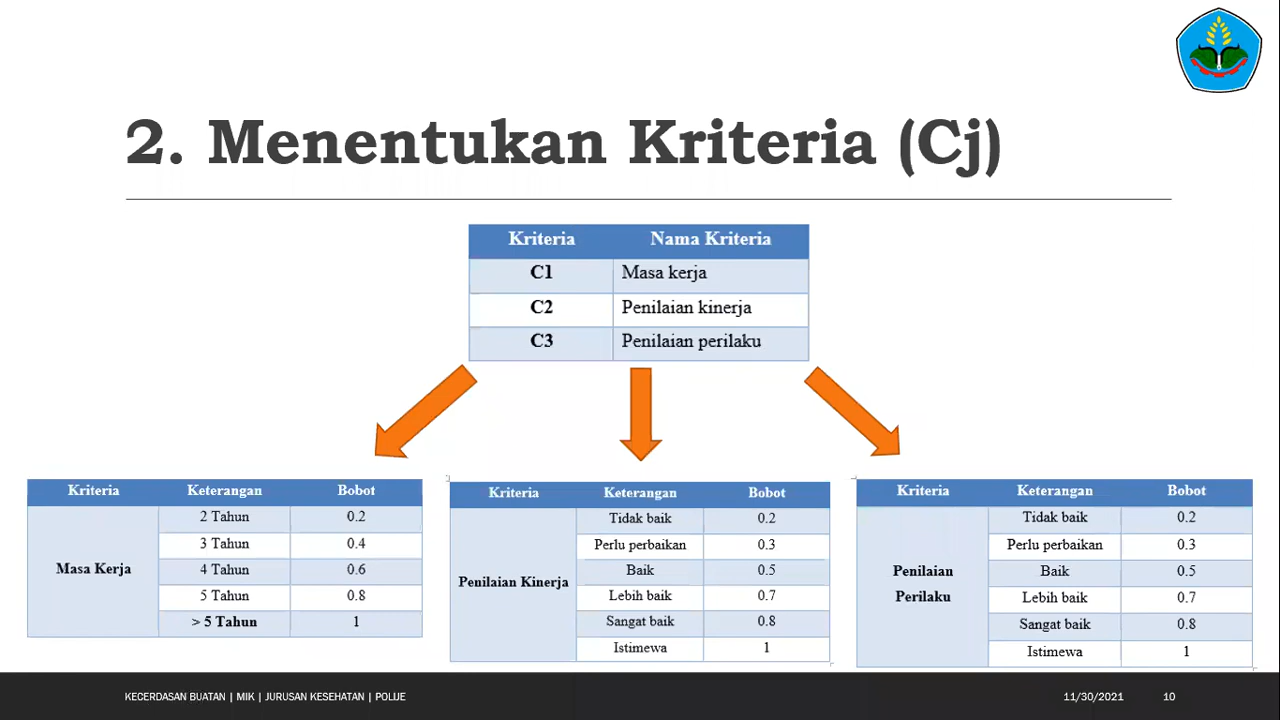 2. Menentukan Kriteria (Cj)
Kriteria Nama Kriteria
C1 Masa kerja
C2 Penilaian kinerja
C3 Penilaian perilaku
Kriteria Keterangan Bobot
Masa Kerja
2 Tahun 0.2
3 Tahun 0.4
4 Tahun 0.6
5 Tahun 0.8
> 5 Tahun 1
Kriteria Keterangan Bobot
Penilaian Kinerja
Tidak baik 0.2
Perlu perbaikan 0.3
Baik 0.5
Lebih baik 0.7
Sangat baik 0.8
Istimewa 1
Kriteria Keterangan Bobot
Penilaian
Perilaku
Tidak baik 0.2
Perlu perbaikan 0.3
Baik 0.5
Lebih baik 0.7
Sangat baik 0.8
Istimewa 1
KECERDASAN BUATAN | MIK | JURUSAN KESEHATAN | POLIJE
11/30/2021 10